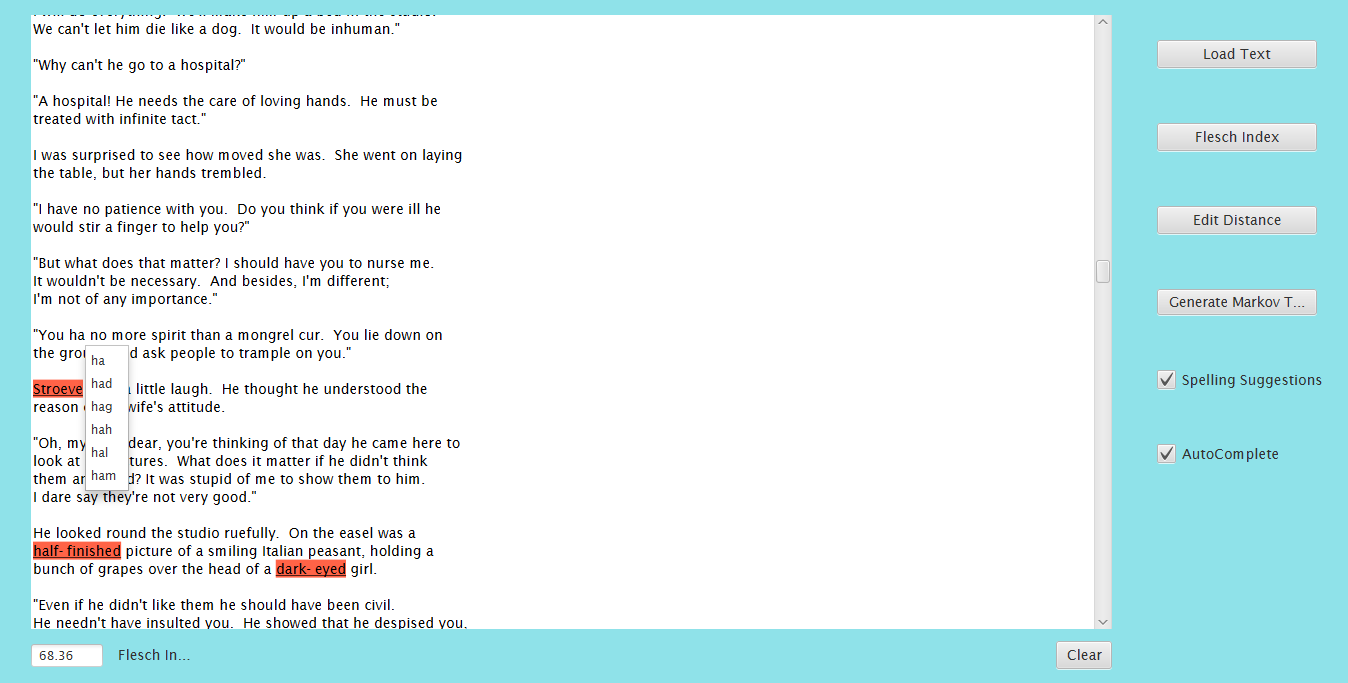 We can't let him die like a dog.  It would be inhuman."
"Why can't he go to a hospital?"
"A hospital! He needs the care of loving hands.  He must be
treated with infinite tact."
I was surprised to see how moved she was.  She went on laying
the table, but her hands trembled.
"I have no patience with you.  Do you think if you were ill he
would stir a finger to help you?"
"But what does that matter? I should have you to nurse me.
It wouldn't be necessary.  And besides, I'm different;
I'm not of any importance."
"You ha no more spirit than a mongrel cur.  You lie down on
the ask people to trample on you."
ha
had
hag
hah
hal
ham
Stroeve little laugh.  He thought he understood the
reason wife's attitude.
"Oh, my dear, you're thinking of that day he came here to
look at What does it matter if he didn't think
them It was stupid of me to show them to him.
I dare say they're not very good."
He looked round the studio ruefully.  On the easel was a
half- finished picture of a smiling Italian peasant, holding a
bunch of grapes over the head of a dark- eyed girl.
"Even if he didn't like them he should have been civil.
He needn't have insulted you.  He showed that he despised you,
68.36
Flesch In...
Clear
Load Text
Flesch Index
Edit Distance
Generate Markov T...
Spelling Suggestions
AutoComplete